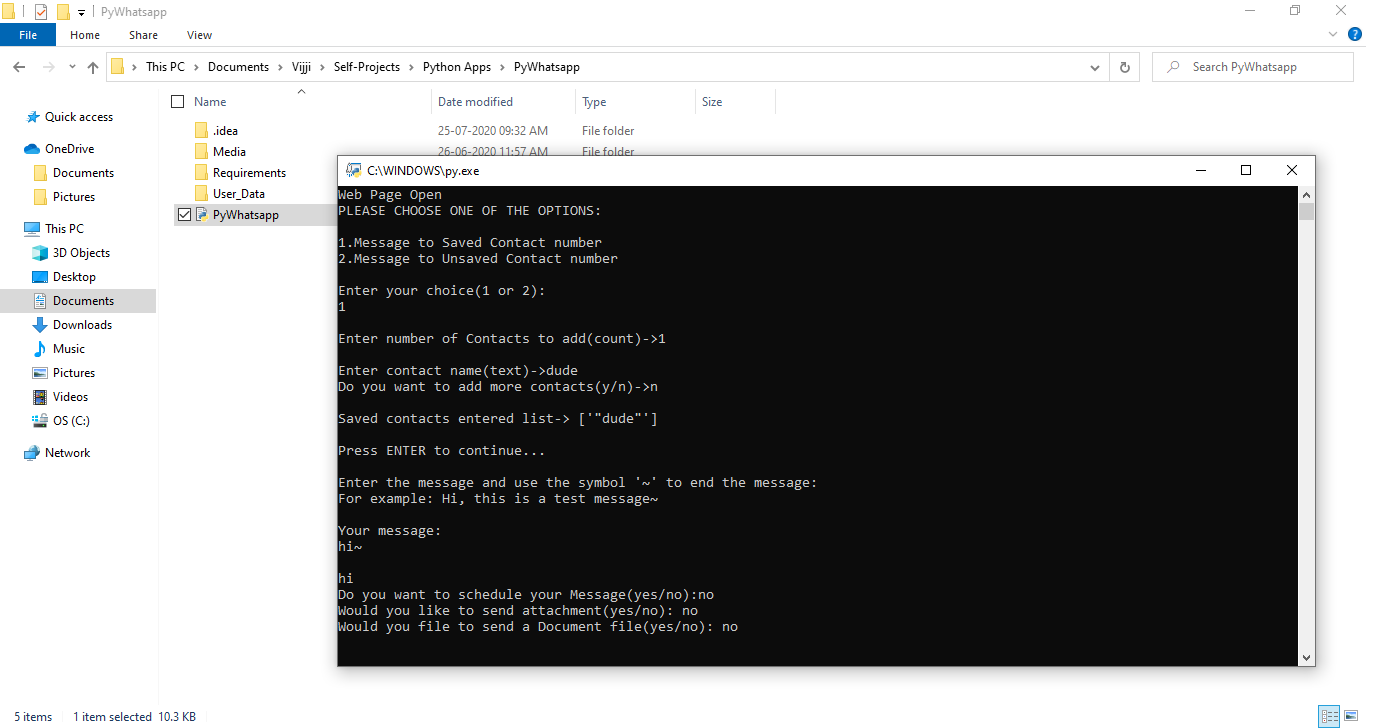 PyWhatsapp
File Home Share View
This PC Documents Vijji Self-Projects Python Apps PyWhatsapp
Search PyWhatsapp
Name Date modified Type Size
Quick access
OneDrive
Documents
Pictures
This PC
3D Objects
Desktop
Documents
Downloads
Music
Pictures
Videos
OS (C:)
Network
.idea 25-07-2020 09:32 AM File folder
Media 26-06-2020 11:57 AM File folder
Requirements
User_Data
PyWhatsapp
C:\WINDOWS\py.exe
Web Page Open
PLEASE CHOOSE ONE OF THE OPTIONS:
1.Message to Saved Contact number
2.Message to Unsaved Contact number
Enter your choice(1 or 2):
1
Enter number of Contacts to add(count)->1
Enter contact name(text)->dude
Do you want to add more contacts(y/n)->n
Saved contacts entered list-> ['"dude"']
Press ENTER to continue...
Enter the message and use the symbol '~' to end the message:
For example: Hi, this is a test message~
Your message:
hi~
hi
Do you want to schedule your Message(yes/no):no
Would you like to send attachment(yes/no): no
Would you file to send a Document file(yes/no): no
5 items 1 item selected 10.3 KB